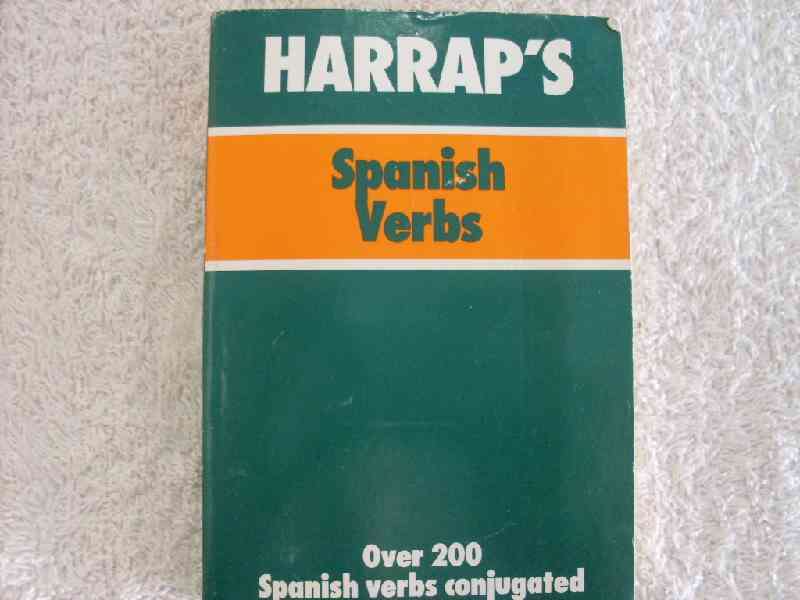 HARRAP'S
Spanish
Verbs
Over 200
Spanish verbs conjugated